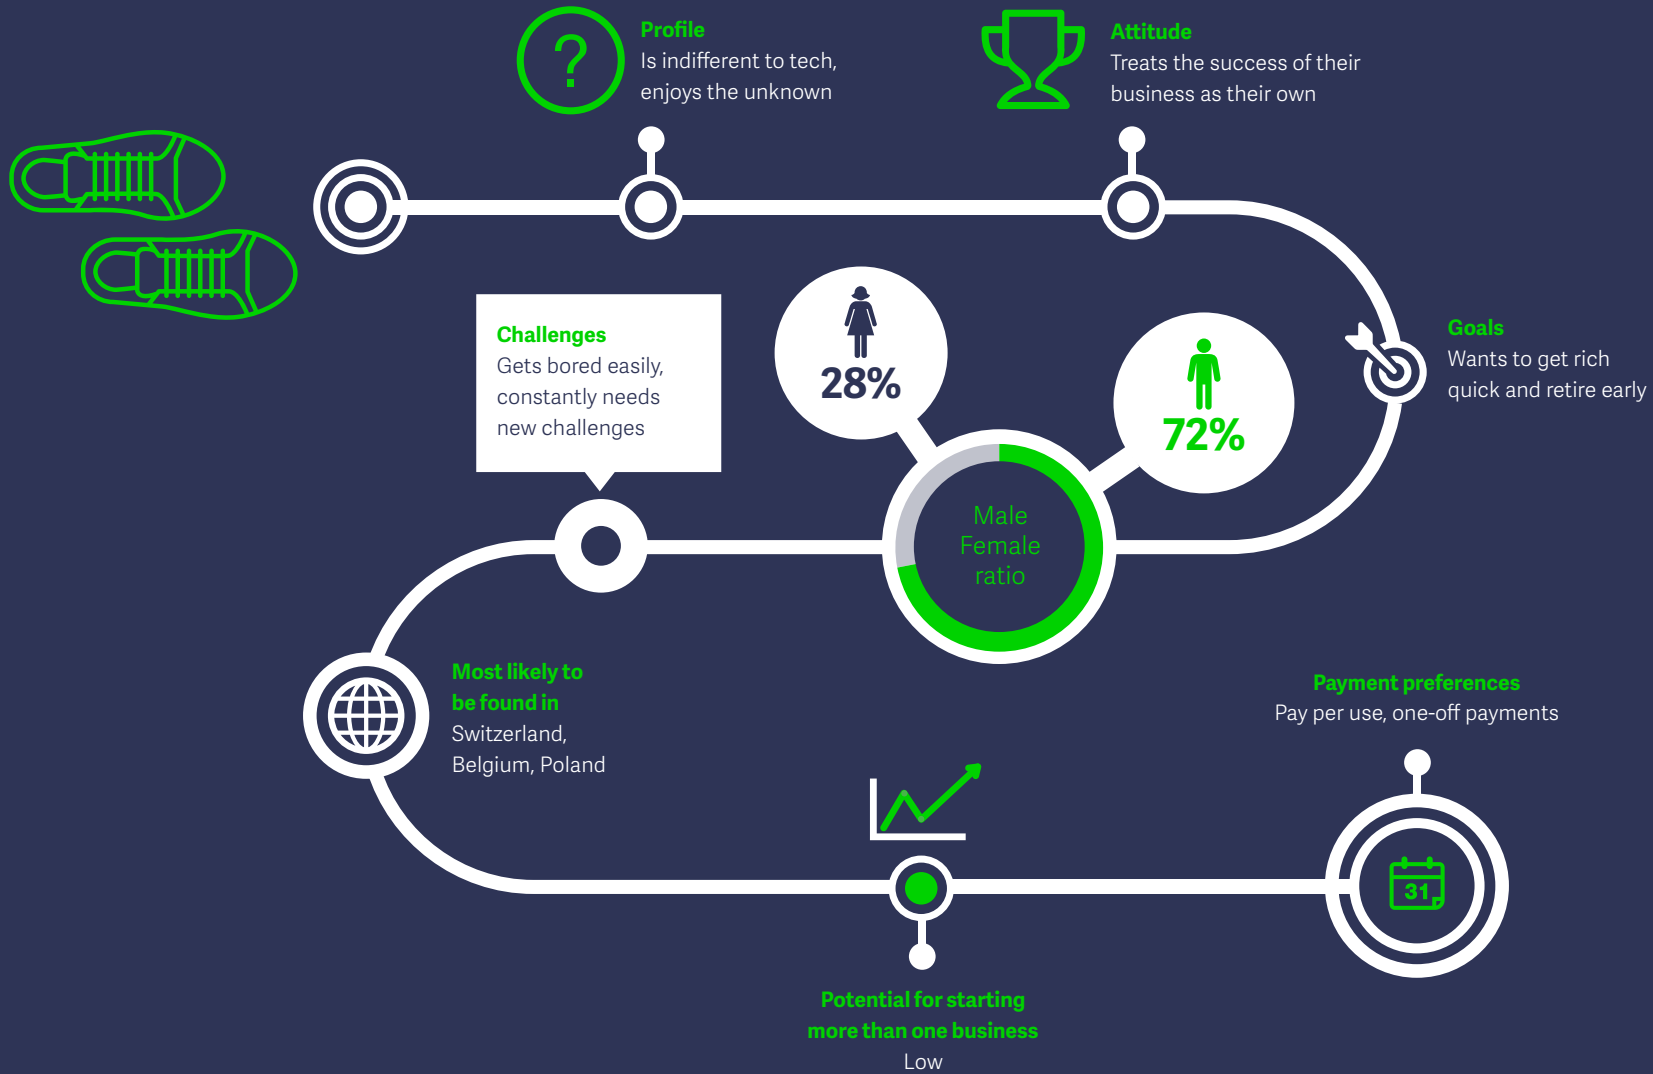 Profile
Is indifferent to tech,
enjoys the unknown
Attitude
Treats the success of their
business as their own
Goals
Wants to get rich
quick and retire early
72%
28%
Male
Female
ratio
Challenges
Gets bored easily,
constantly needs
new challenges
Most likely to
be found in
Switzerland,
Belgium, Poland
Potential for starting
more than one business
Low
Payment preferences
Pay per use, one-off payments
31
?